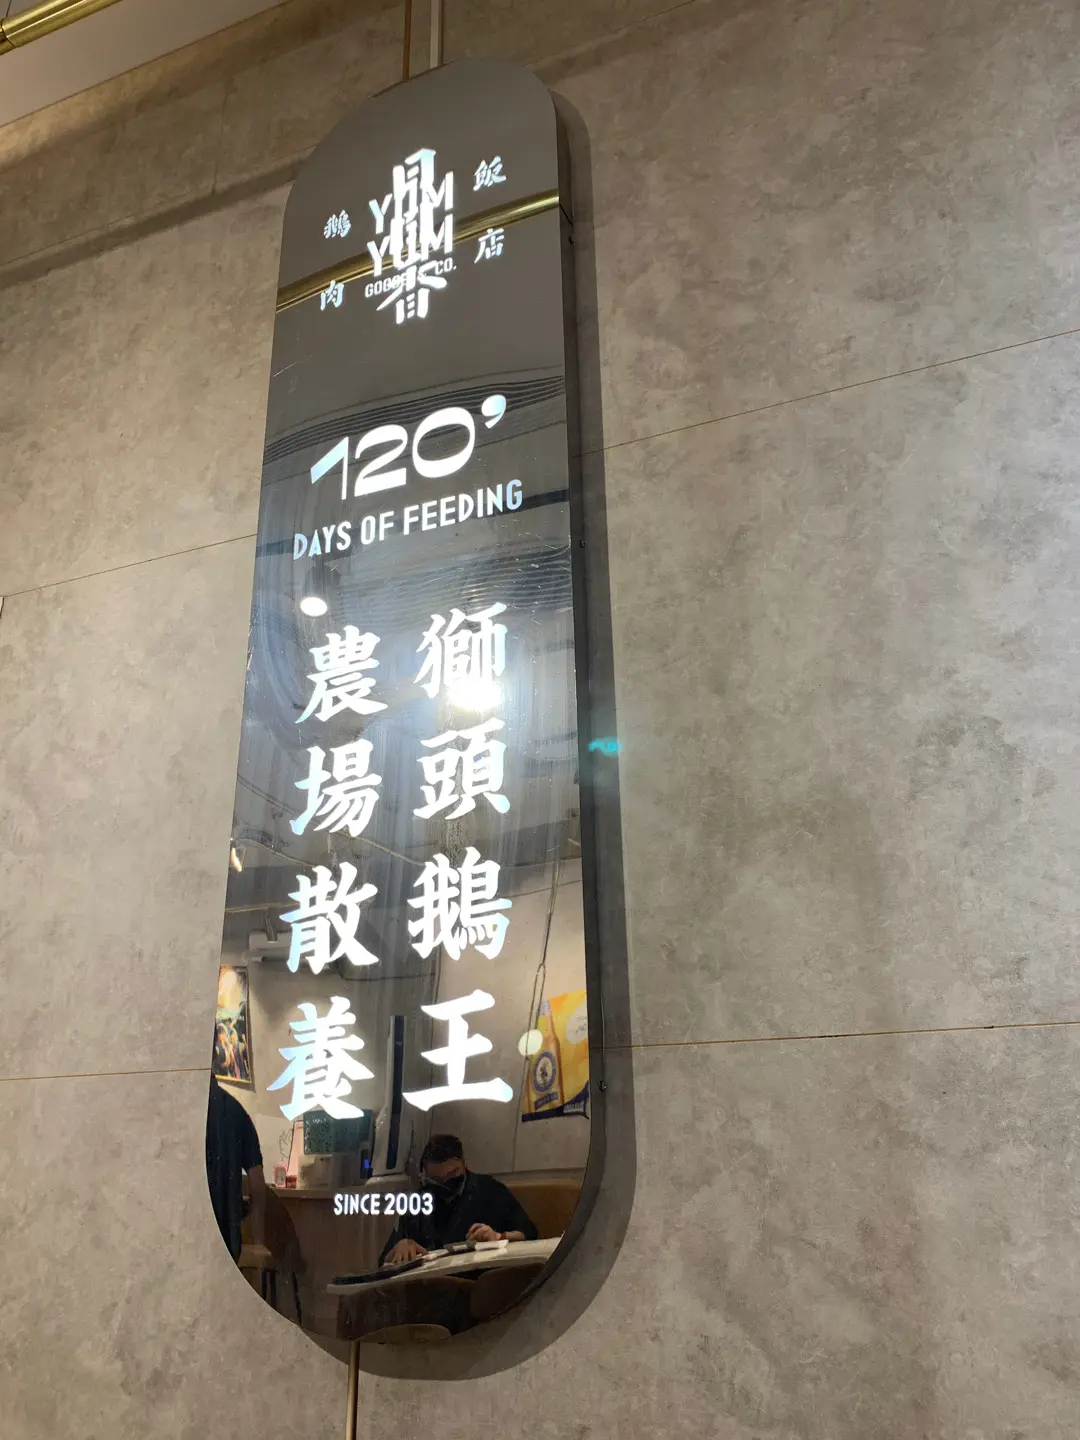 鵝肉
飯店
YUM
YUM
GOOSE CO.
120'
DAYS OF FEEDING
獅頭鵝王
農場散養
SINCE 2003